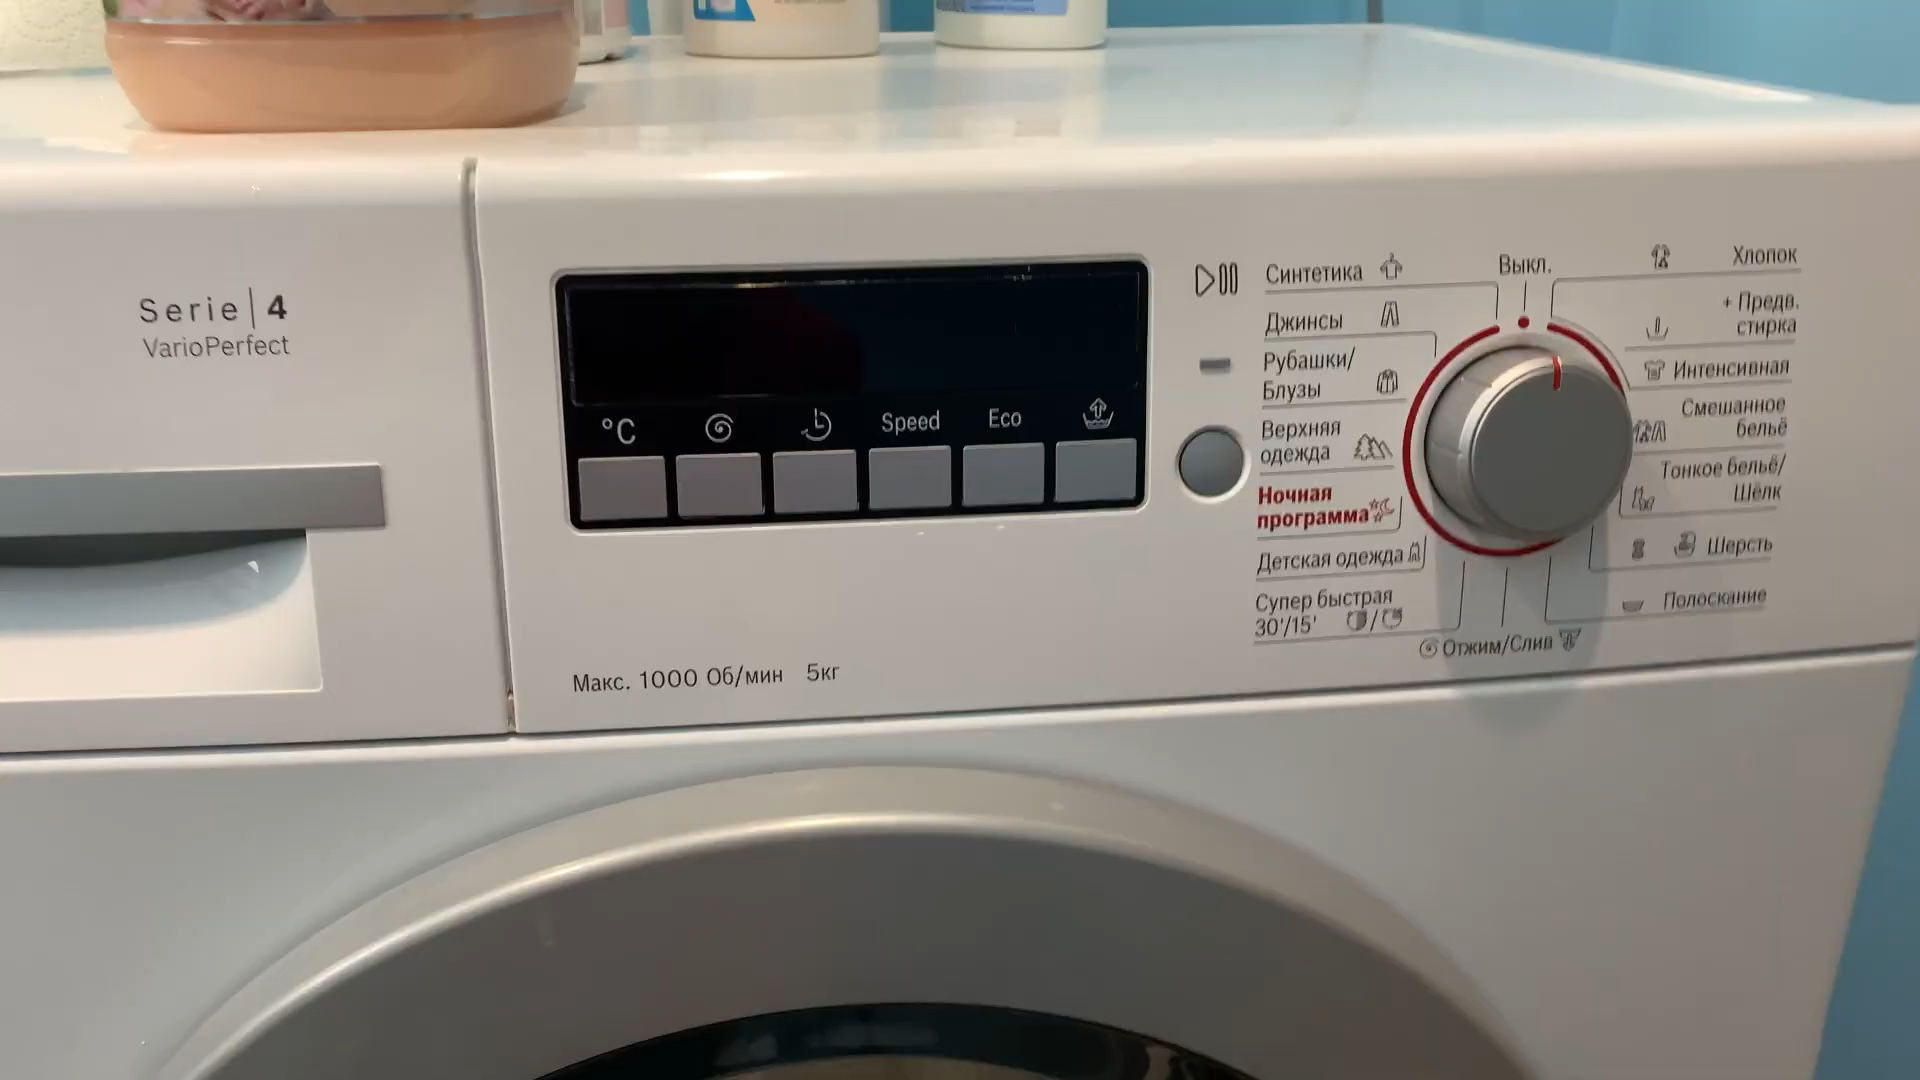 Serie | 4
VarioPerfect
°C
Speed
Eco
Макс. 1000 Об/мин 5кг
Синтетика
Джинсы
Рубашки/
Блузы
Верхняя
одежда
Ночная
программа
Детская одежда
Супер быстрая
30'/15'
Выкл.
Отжим/Слив
Хлопок
+ Предв.
стирка
Интенсивная
Смешанное
бельё
Тонкое бельё/
Шёлк
Шерсть
Полоскание